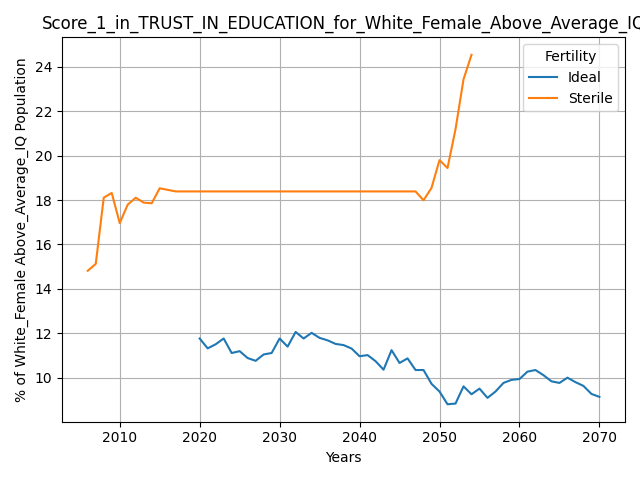 Score_1_in_TRUST_IN_EDUCATION_for_White_Female_Above_Average_IQ
% of White_Female Above_Average_IQ Population
24
22
20
18
16
14
12
10
Fertility
Ideal
Sterile
2010 2020 2030 2040 2050 2060 2070
Years